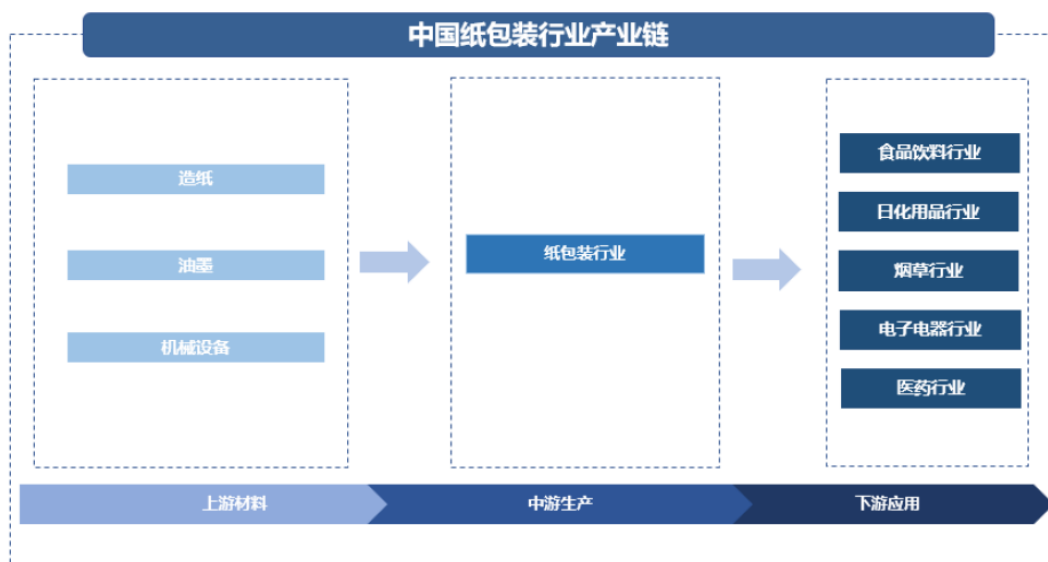 中国纸包装行业产业链
造纸
油墨
机械设备
纸包装行业
食品饮料行业
日化用品行业
烟草行业
电子电器行业
医药行业
上游材料
中游生产
下游应用